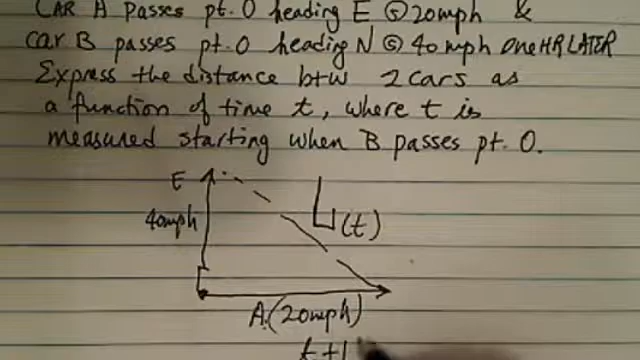 CAR A passes pt. O heading E @ 20mph &
car B passes pt. O heading N @ 40mph ONE HR LATER
Express the distance btw 2 cars as
a function of time t, where t is
measured starting when B passes pt. O.
E
40mph
L(t)
A (20mph)
t+1